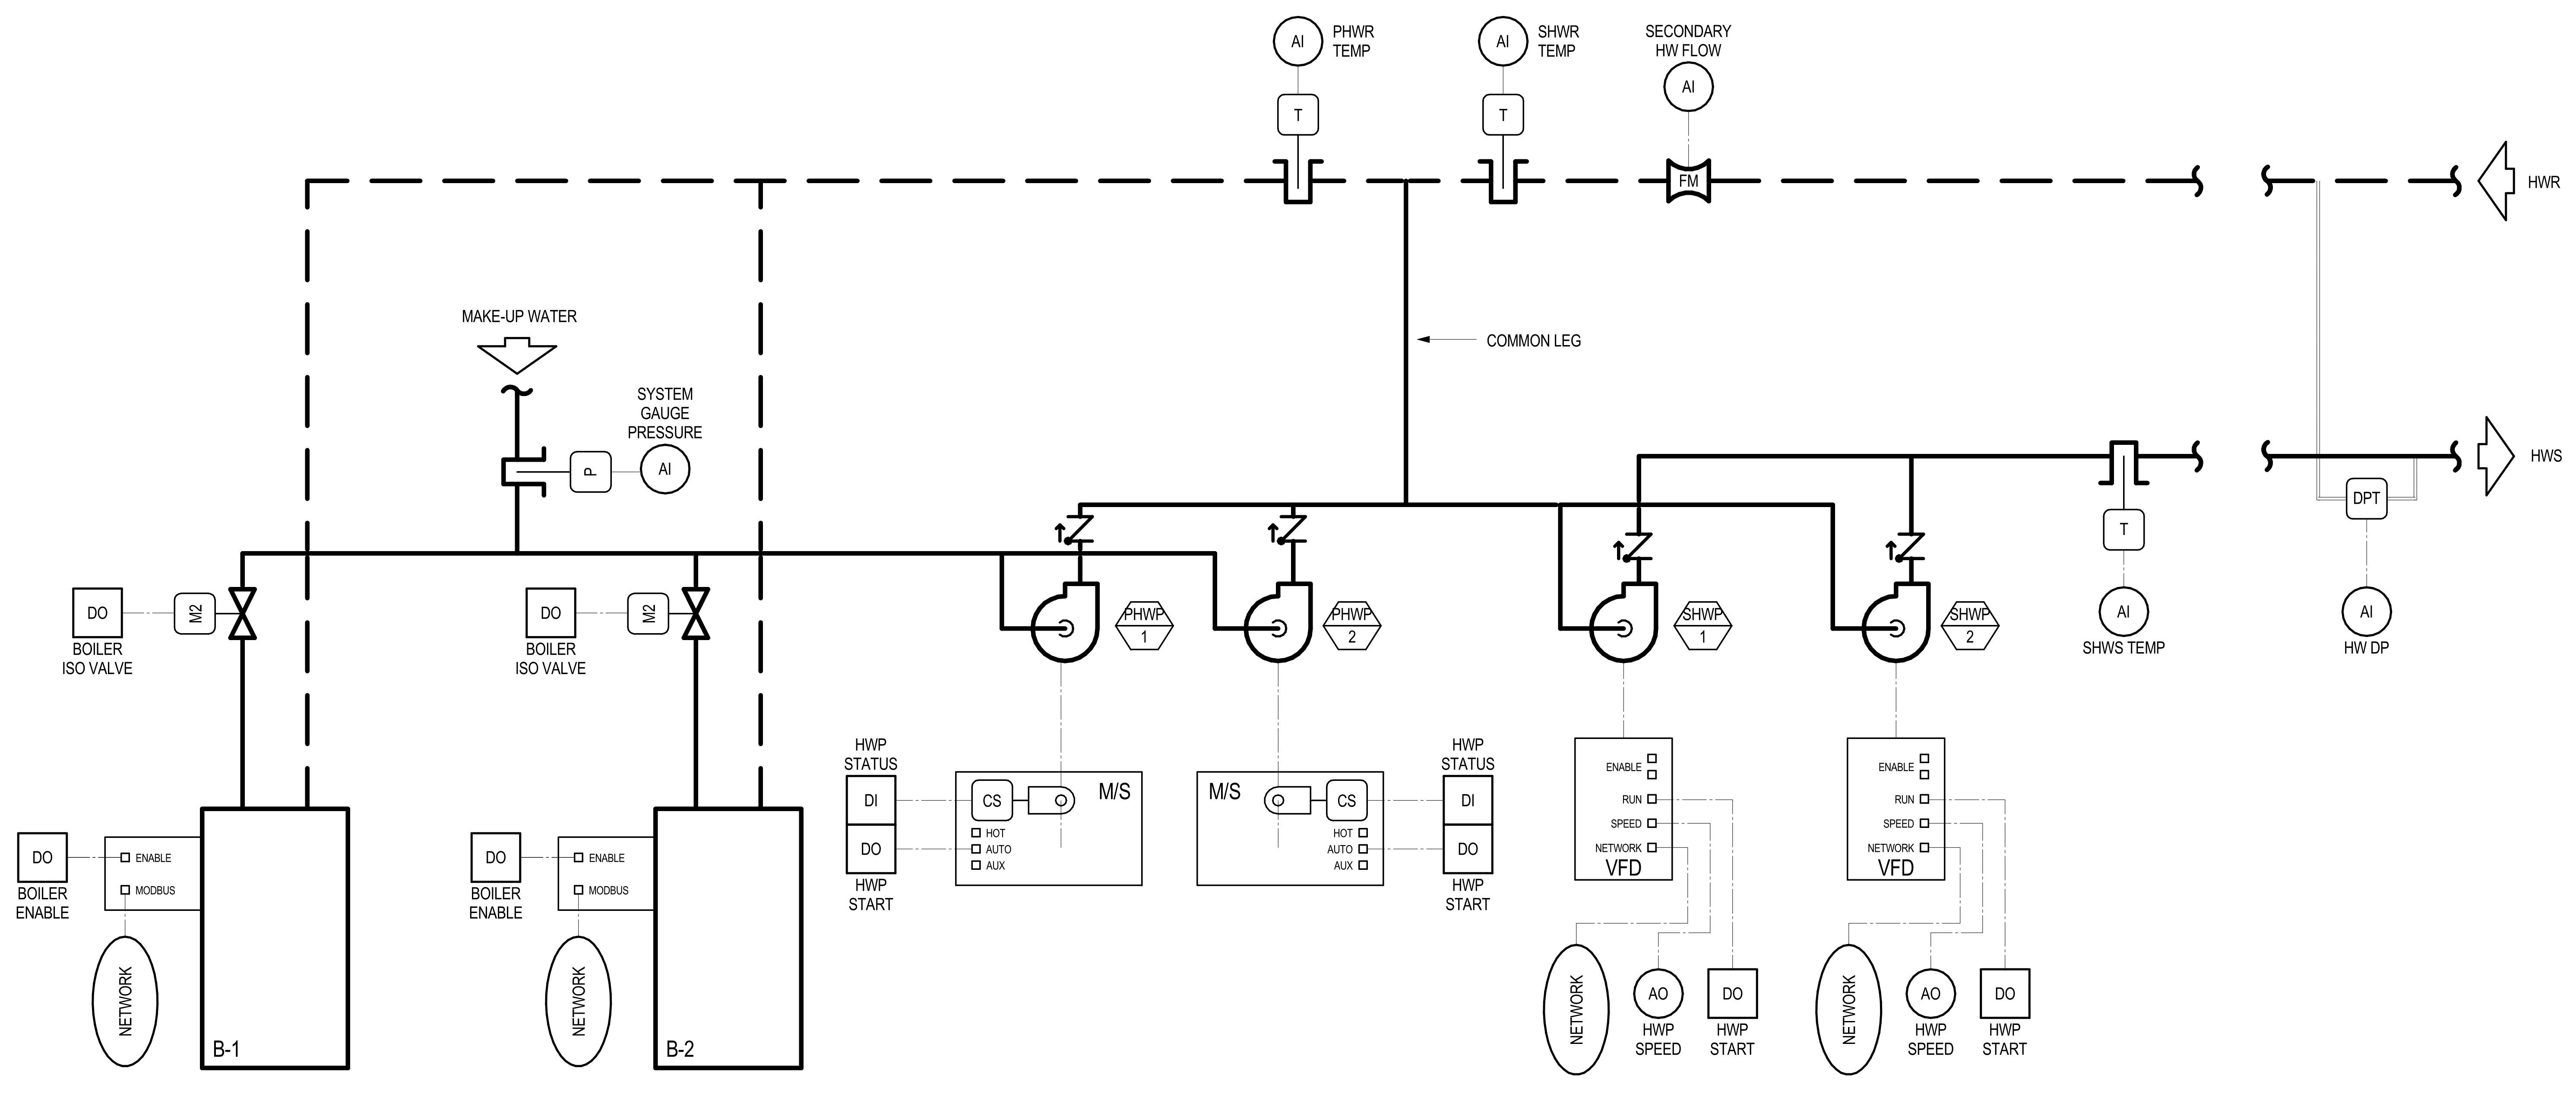 AI
PHWR
TEMP
AI
SHWR
TEMP
SECONDARY
HW FLOW
AI
T
T
FM
HWR
MAKE-UP WATER
COMMON LEG
SYSTEM
GAUGE
PRESSURE
P
AI
HWS
DPT
T
DO
M2
BOILER
ISO VALVE
DO
M2
BOILER
ISO VALVE
PHWP
1
PHWP
2
SHWP
1
SHWP
2
AI
SHWS TEMP
AI
HW DP
HWP
STATUS
DI
DO
HWP
START
CS
M/S
HOT
AUTO
AUX
M/S
CS
HOT
AUTO
AUX
HWP
STATUS
DI
DO
HWP
START
ENABLE
RUN
SPEED
NETWORK
VFD
ENABLE
RUN
SPEED
NETWORK
VFD
DO
BOILER
ENABLE
ENABLE
MODBUS
NETWORK
B-1
DO
BOILER
ENABLE
ENABLE
MODBUS
NETWORK
B-2
NETWORK
AO
HWP
SPEED
DO
HWP
START
NETWORK
AO
HWP
SPEED
DO
HWP
START